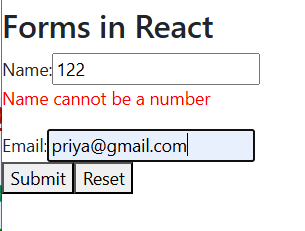 Forms in React
Name:122
Name cannot be a number
Email:priya@gmail.com
Submit Reset